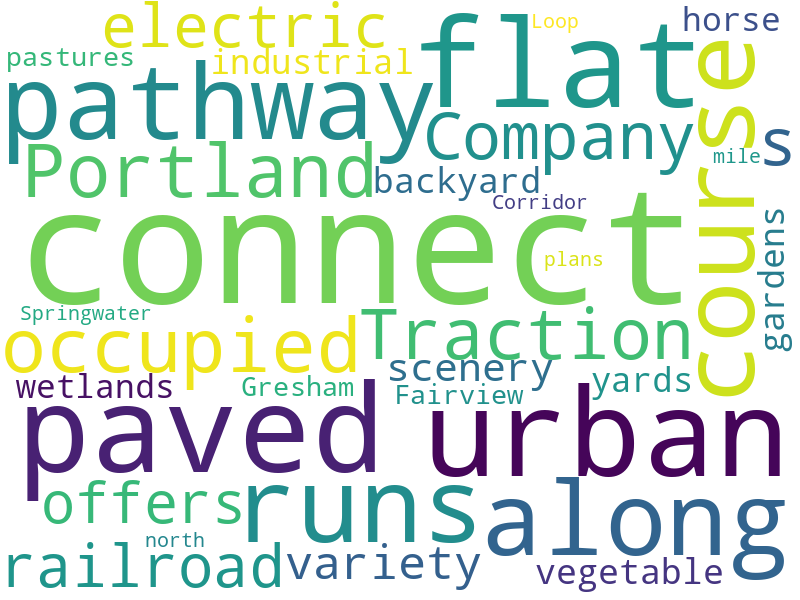 Loop
electric
flat
horse
pastures
industrial
course
pathway
Company
s
Portland
backyard
mile
Corridor
connect
gardens
plans
Springwater
occupied
Traction
scenery
wetlands
Gresham
Fairview
yards
paved
urban
offers
runs
along
north
railroad
variety
vegetable